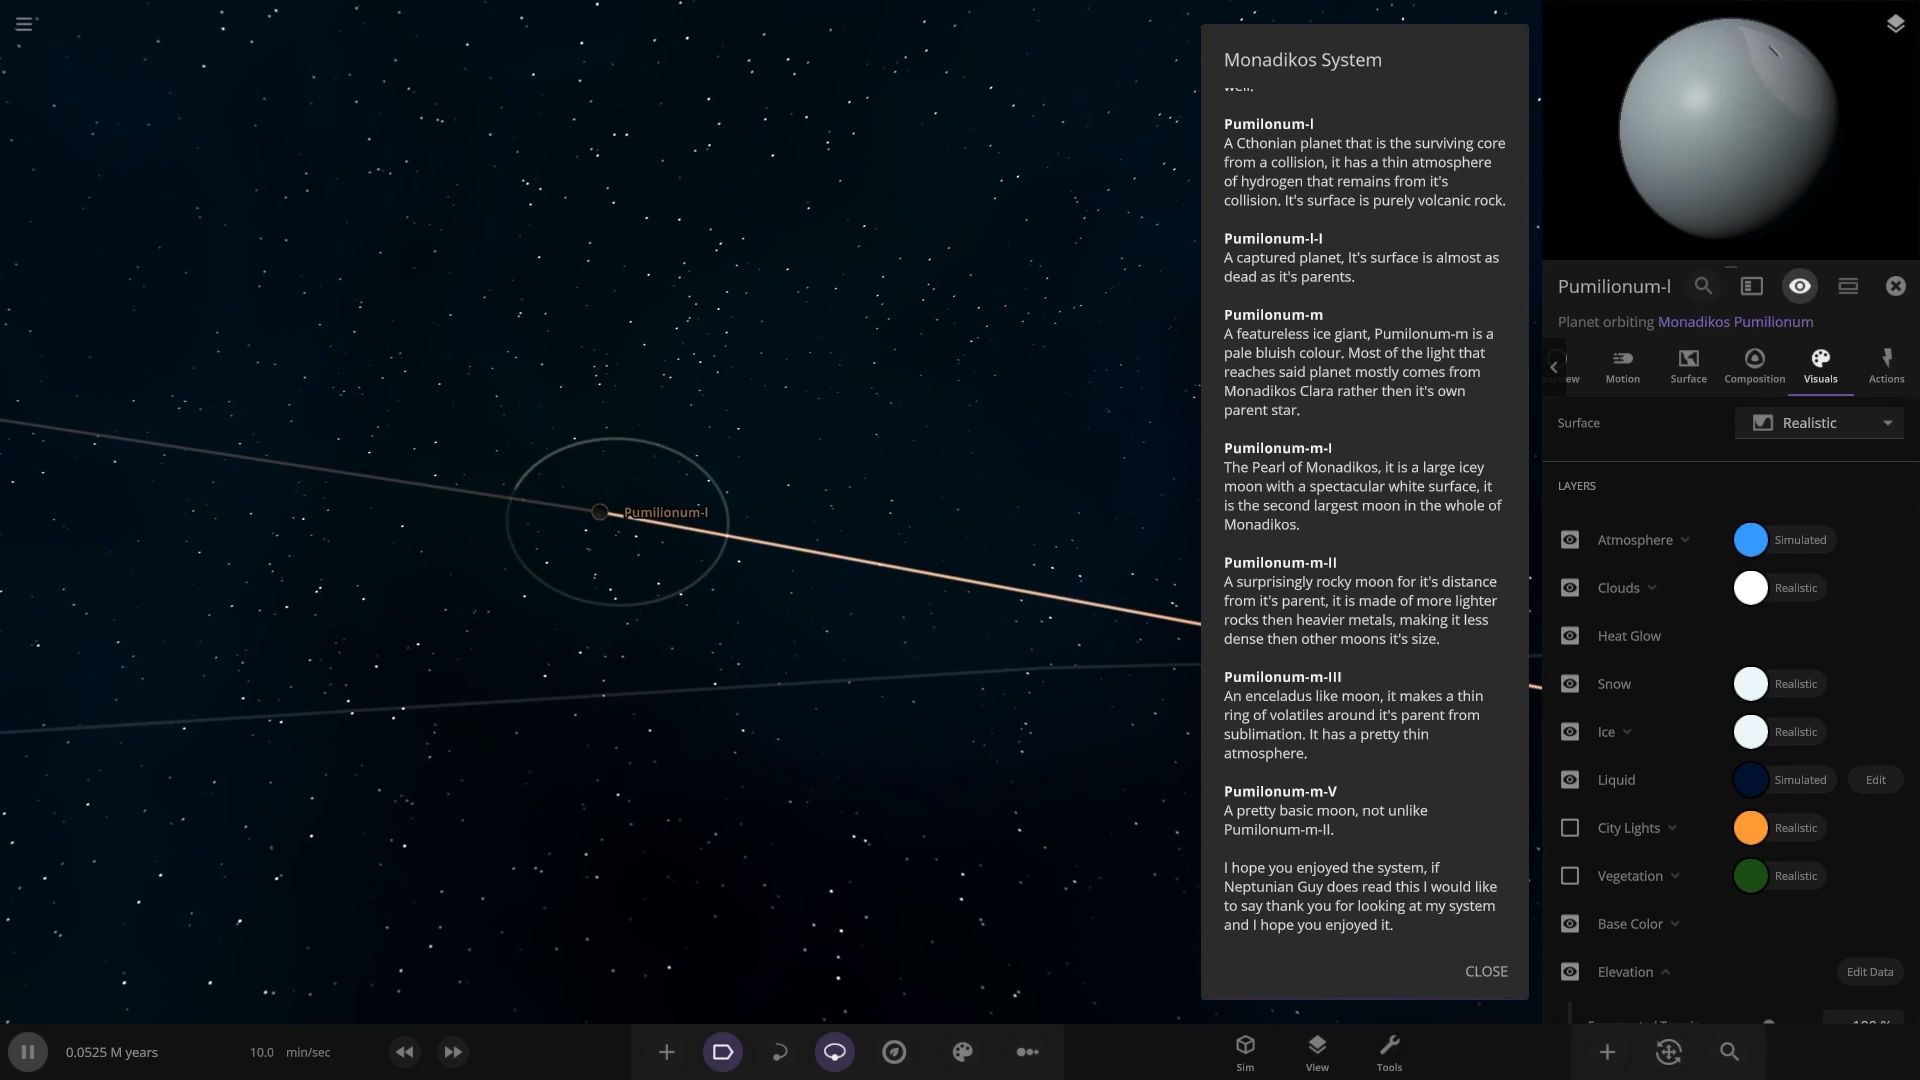 Monadikos System
well.
Pumilonum-l
A Cthonian planet that is the surviving core
from a collision, it has a thin atmosphere
of hydrogen that remains from it's
collision. It's surface is purely volcanic rock.
Pumilonum-l-I
A captured planet, It's surface is almost as
dead as it's parents.
Pumilonum-m
A featureless ice giant, Pumilonum-m is a
pale bluish colour. Most of the light that
reaches said planet mostly comes from
Monadikos Clara rather then it's own
parent star.
Pumilonum-m-I
The Pearl of Monadikos, it is a large icey
moon with a spectacular white surface, it
is the second largest moon in the whole of
Monadikos.
Pumilonum-m-II
A surprisingly rocky moon for it's distance
from it's parent, it is made of more lighter
rocks then heavier metals, making it less
dense then other moons it's size.
Pumilonum-m-III
An enceladus like moon, it makes a thin
ring of volatiles around it's parent from
sublimation. It has a pretty thin
atmosphere.
Pumilonum-m-V
A pretty basic moon, not unlike
Pumilonum-m-II.
I hope you enjoyed the system, if
Neptunian Guy does read this I would like
to say thank you for looking at my system
and I hope you enjoyed it.
CLOSE
Pumilionum-l
Pumilionum-l
Planet orbiting Monadikos Pumilionum
Motion
Surface
Composition
Visuals
Actions
Surface
Realistic
LAYERS
Atmosphere
Simulated
Clouds
Realistic
Heat Glow
Snow
Realistic
Ice
Realistic
Liquid
Simulated
Edit
City Lights
Realistic
Vegetation
Realistic
Base Color
Elevation
Edit Data
0.0525 M years
10.0 min/sec
Sim
View
Tools